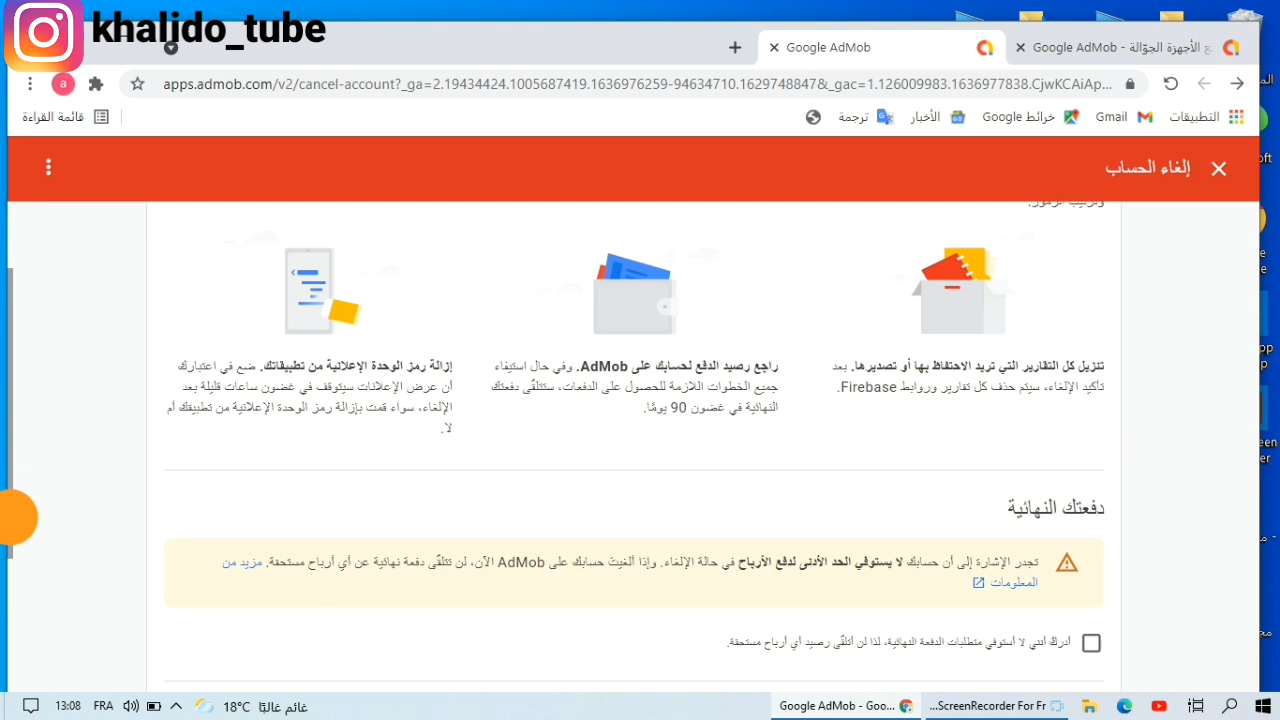 khalido_tube
Google AdMob
Google AdMob - ع الأجهزة الجوّالة
apps.admob.com/v2/cancel-account?_ga=2.19434424.1005687419.1636976259-94634710.1629748847&_gac=1.126009983.1636977838.CjwKCAiAp...
a
التطبيقات
Gmail
خرائط Google
الأخبار
ترجمة
قائمة القراءة
إلغاء الحساب
وترتيب الرموز.
تنزيل كل التقارير التي تريد الاحتفاظ بها أو تصديرها. بعد
تأكيد الإلغاء، سيتم حذف كل تقارير وروابط Firebase.
راجع رصيد الدفع لحسابك على AdMob. وفي حال استيفاء
جميع الخطوات اللازمة للحصول على الدفعات، ستتلقّى دفعتك
النهائية في غضون 90 يومًا.
إزالة رمز الوحدة الإعلانية من تطبيقاتك. ضع في اعتبارك
أن عرض الإعلانات سيتوقف في غضون ساعات قليلة بعد
الإلغاء، سواء قمت بإزالة رمز الوحدة الإعلانية من تطبيقك أم
لا.
دفعتك النهائية
تجدر الإشارة إلى أن حسابك لا يستوفي الحد الأدنى لدفع الأرباح في حالة الإلغاء. وإذا ألغيتَ حسابك على AdMob الآن، لن تتلقّى دفعة نهائية عن أي أرباح مستحقة. مزيد من
المعلومات
أدرك أنني لا أستوفي متطلبات الدفعة النهائية، لذا لن أتلقّى رصيد أي أرباح مستحقة.
13:08
FRA
18°C
غائم غالبًا
Google AdMob - Goo...
...ScreenRecorder For Fr